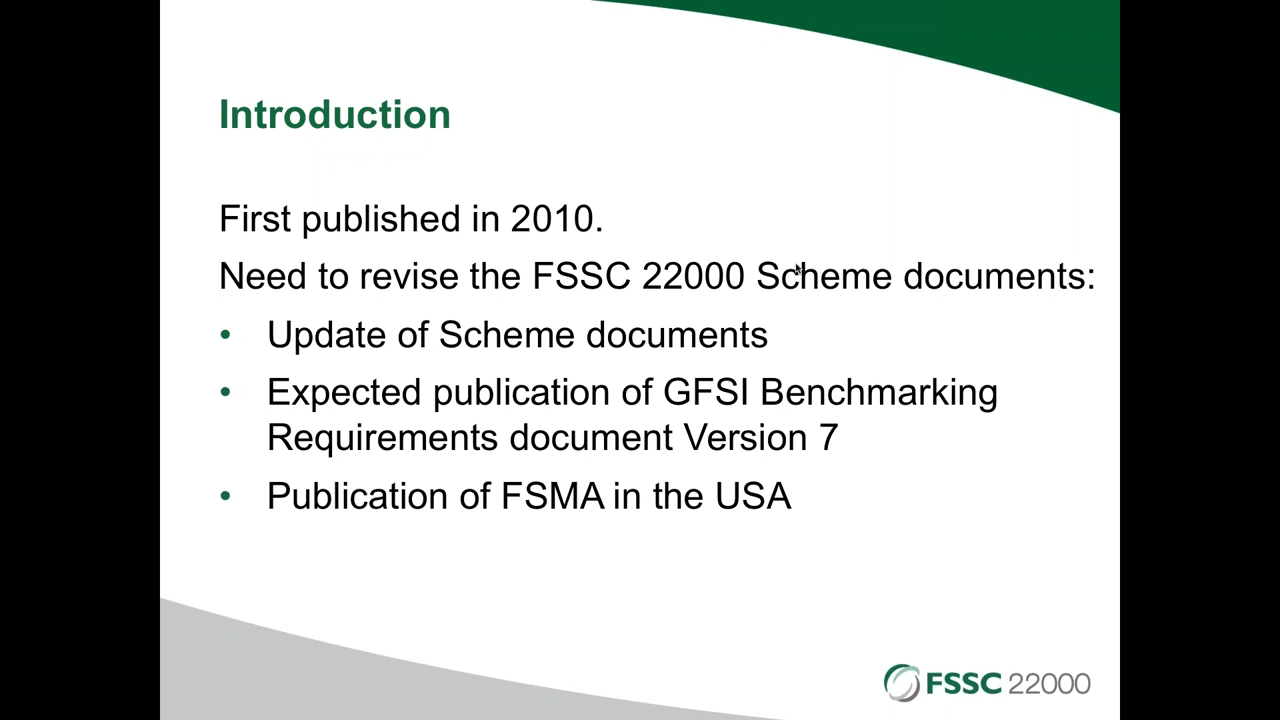 Introduction
First published in 2010.
Need to revise the FSSC 22000 Scheme documents:
• Update of Scheme documents
• Expected publication of GFSI Benchmarking
Requirements document Version 7
• Publication of FSMA in the USA
FSSC 22000